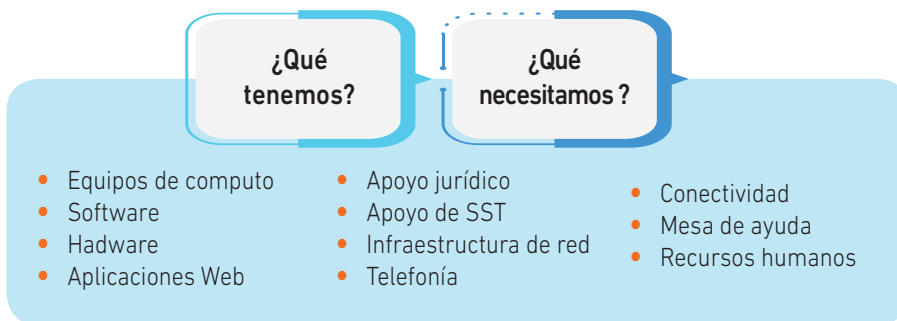 ¿Qué
tenemos?
¿Qué
necesitamos ?
• Equipos de computo
• Software
• Hadware
• Aplicaciones Web
• Apoyo jurídico
• Apoyo de SST
• Infraestructura de red
• Telefonía
• Conectividad
• Mesa de ayuda
• Recursos humanos